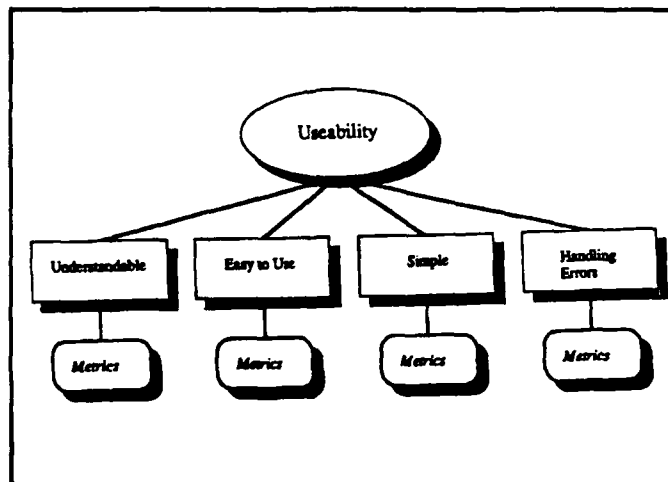 Useability
Understandable
Easy to Use
Simple
Handling
Errors
Metrics
Metrics
Metrics
Metrics